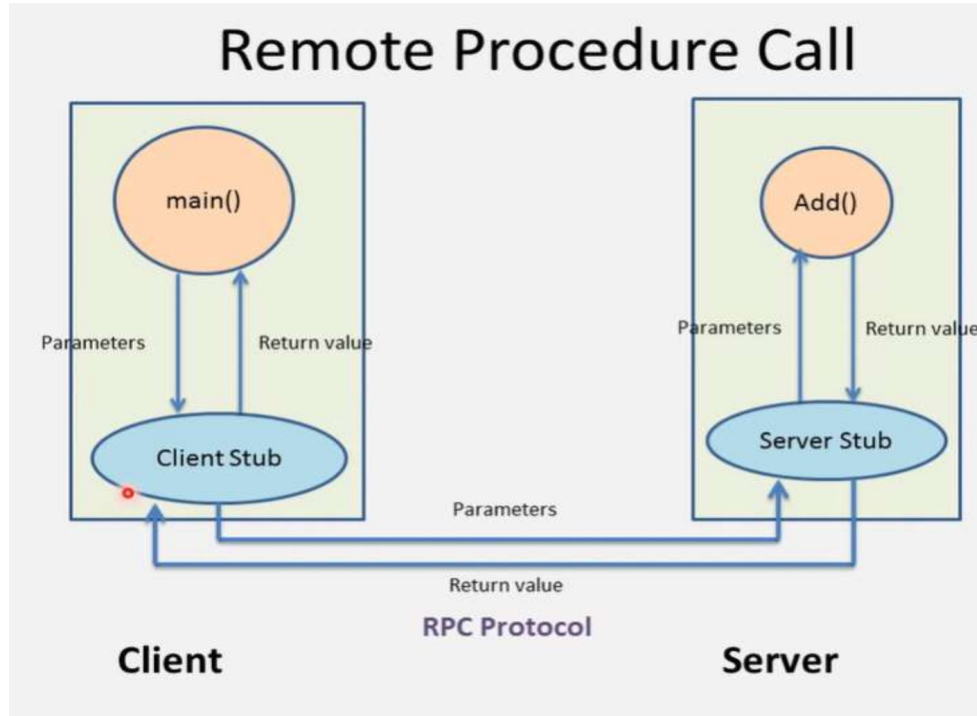 Remote Procedure Call
main()
Add()
Parameters
Return value
Parameters
Return value
Client Stub
Server Stub
Parameters
Return value
RPC Protocol
Client
Server